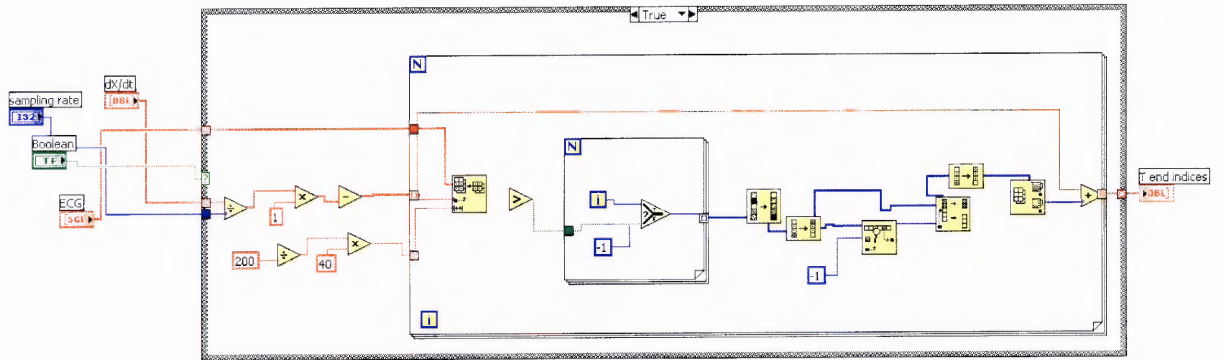 True
N
dX/dt
DBL
sampling rate
I32
Boolean
TF
ECG
SGL
N
i
-1
1
200
40
-1
T end indices
DBL
i